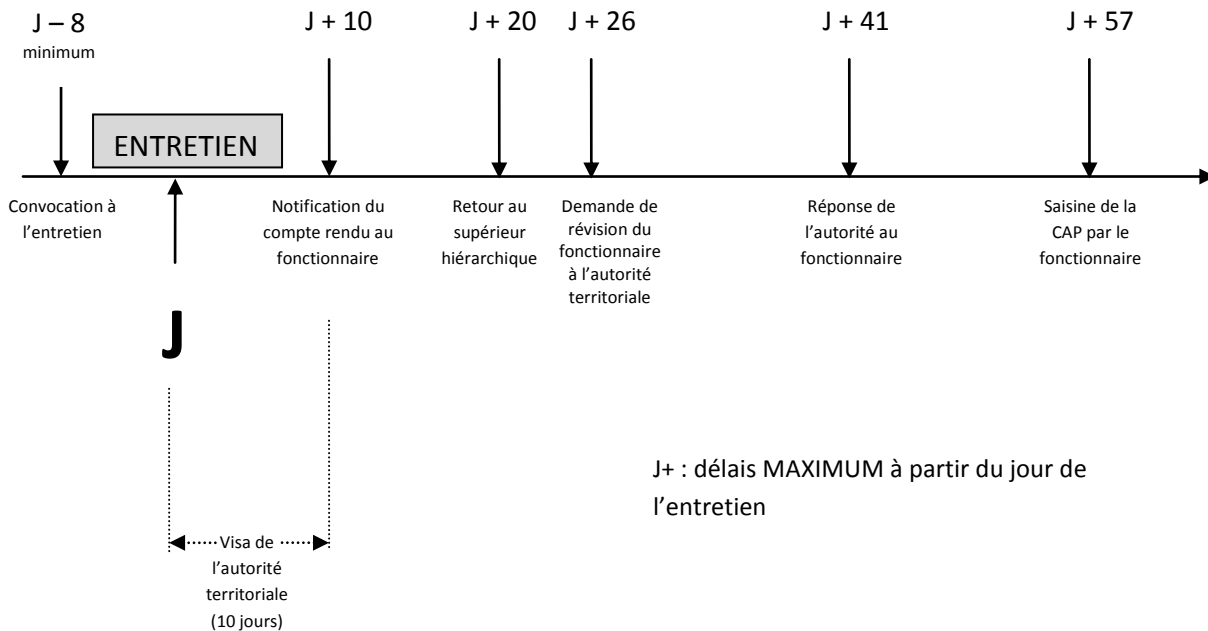 J – 8
minimum
J + 10
J + 20
J + 26
J + 41
J + 57
ENTRETIEN
Convocation à
l'entretien
Notification du
compte rendu au
fonctionnaire
Retour au
supérieur
hiérarchique
Demande de
révision du
fonctionnaire
à l'autorité
territoriale
Réponse de
l'autorité au
fonctionnaire
Saisine de la
CAP par le
fonctionnaire
J
J+ : délais MAXIMUM à partir du jour de
l'entretien
Visa de
l'autorité
territoriale
(10 jours)